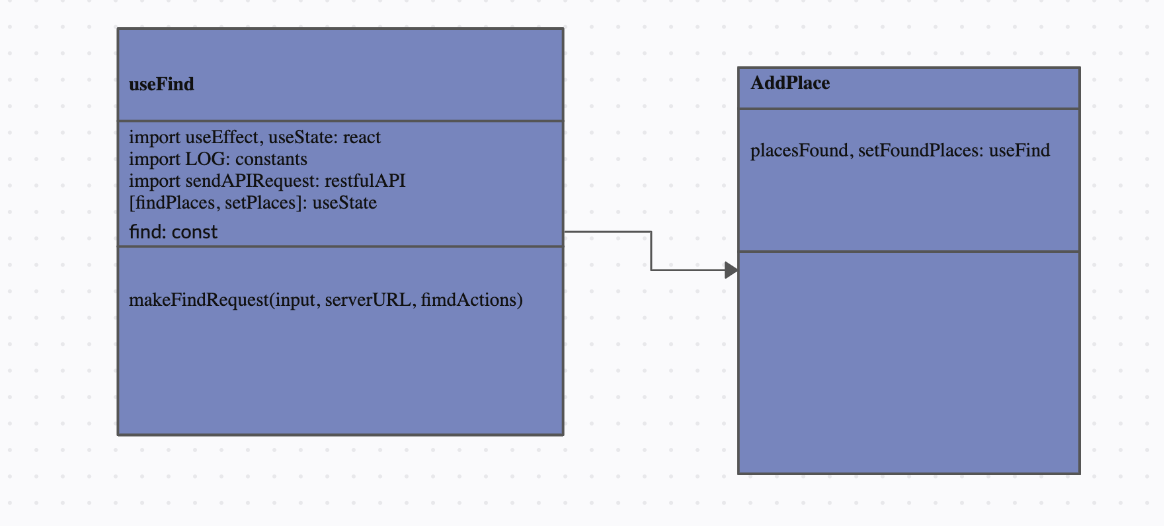 useFind
import useEffect, useState: react
import LOG: constants
import sendAPIRequest: restfulAPI
[findPlaces, setPlaces]: useState
find: const
makeFindRequest(input, serverURL, fimdActions)
AddPlace
placesFound, setFoundPlaces: useFind